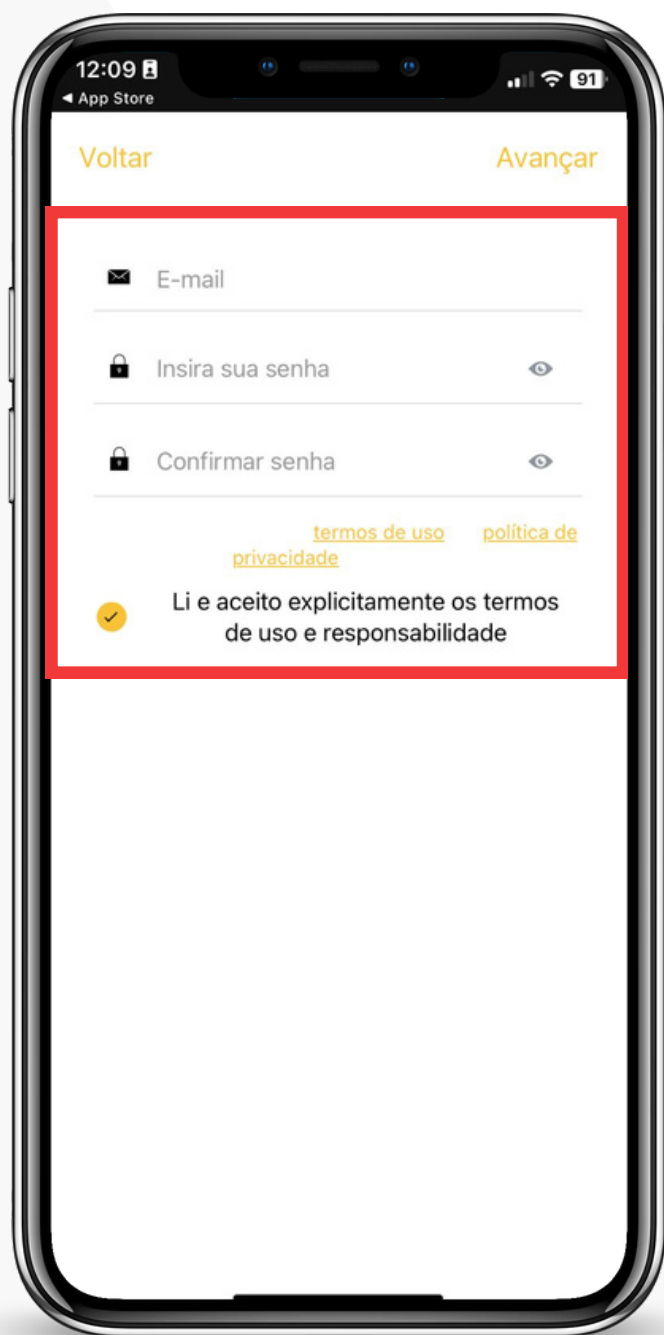 12:09
91
◀ App Store
Voltar
Avançar
E-mail
Insira sua senha
Confirmar senha
termos de uso política de
privacidade
Li e aceito explicitamente os termos
de uso e responsabilidade